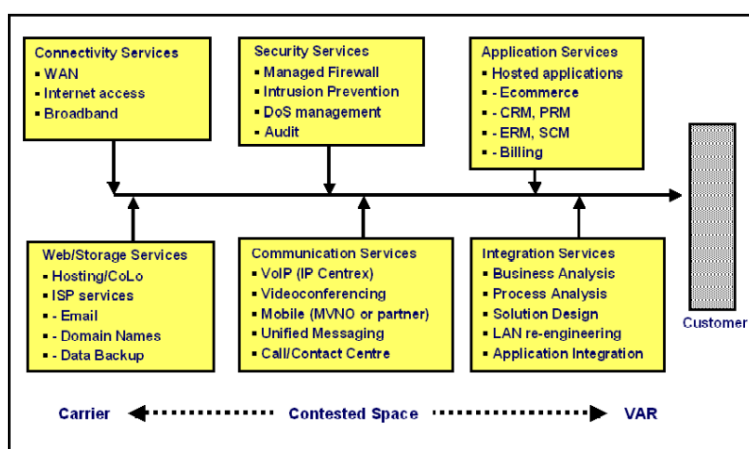 Connectivity Services
▪ WAN
▪ Internet access
▪ Broadband
Security Services
▪ Managed Firewall
▪ Intrusion Prevention
▪ DoS management
▪ Audit
Application Services
▪ Hosted applications
▪ - Ecommerce
▪ - CRM, PRM
▪ - ERM, SCM
▪ - Billing
Web/Storage Services
▪ Hosting/CoLo
▪ ISP services
▪ - Email
▪ - Domain Names
▪ - Data Backup
Communication Services
▪ VoIP (IP Centrex)
▪ Videoconferencing
▪ Mobile (MVNO or partner)
▪ Unified Messaging
▪ Call/Contact Centre
Integration Services
▪ Business Analysis
▪ Process Analysis
▪ Solution Design
▪ LAN re-engineering
▪ Application Integration
Customer
Carrier Contested Space VAR